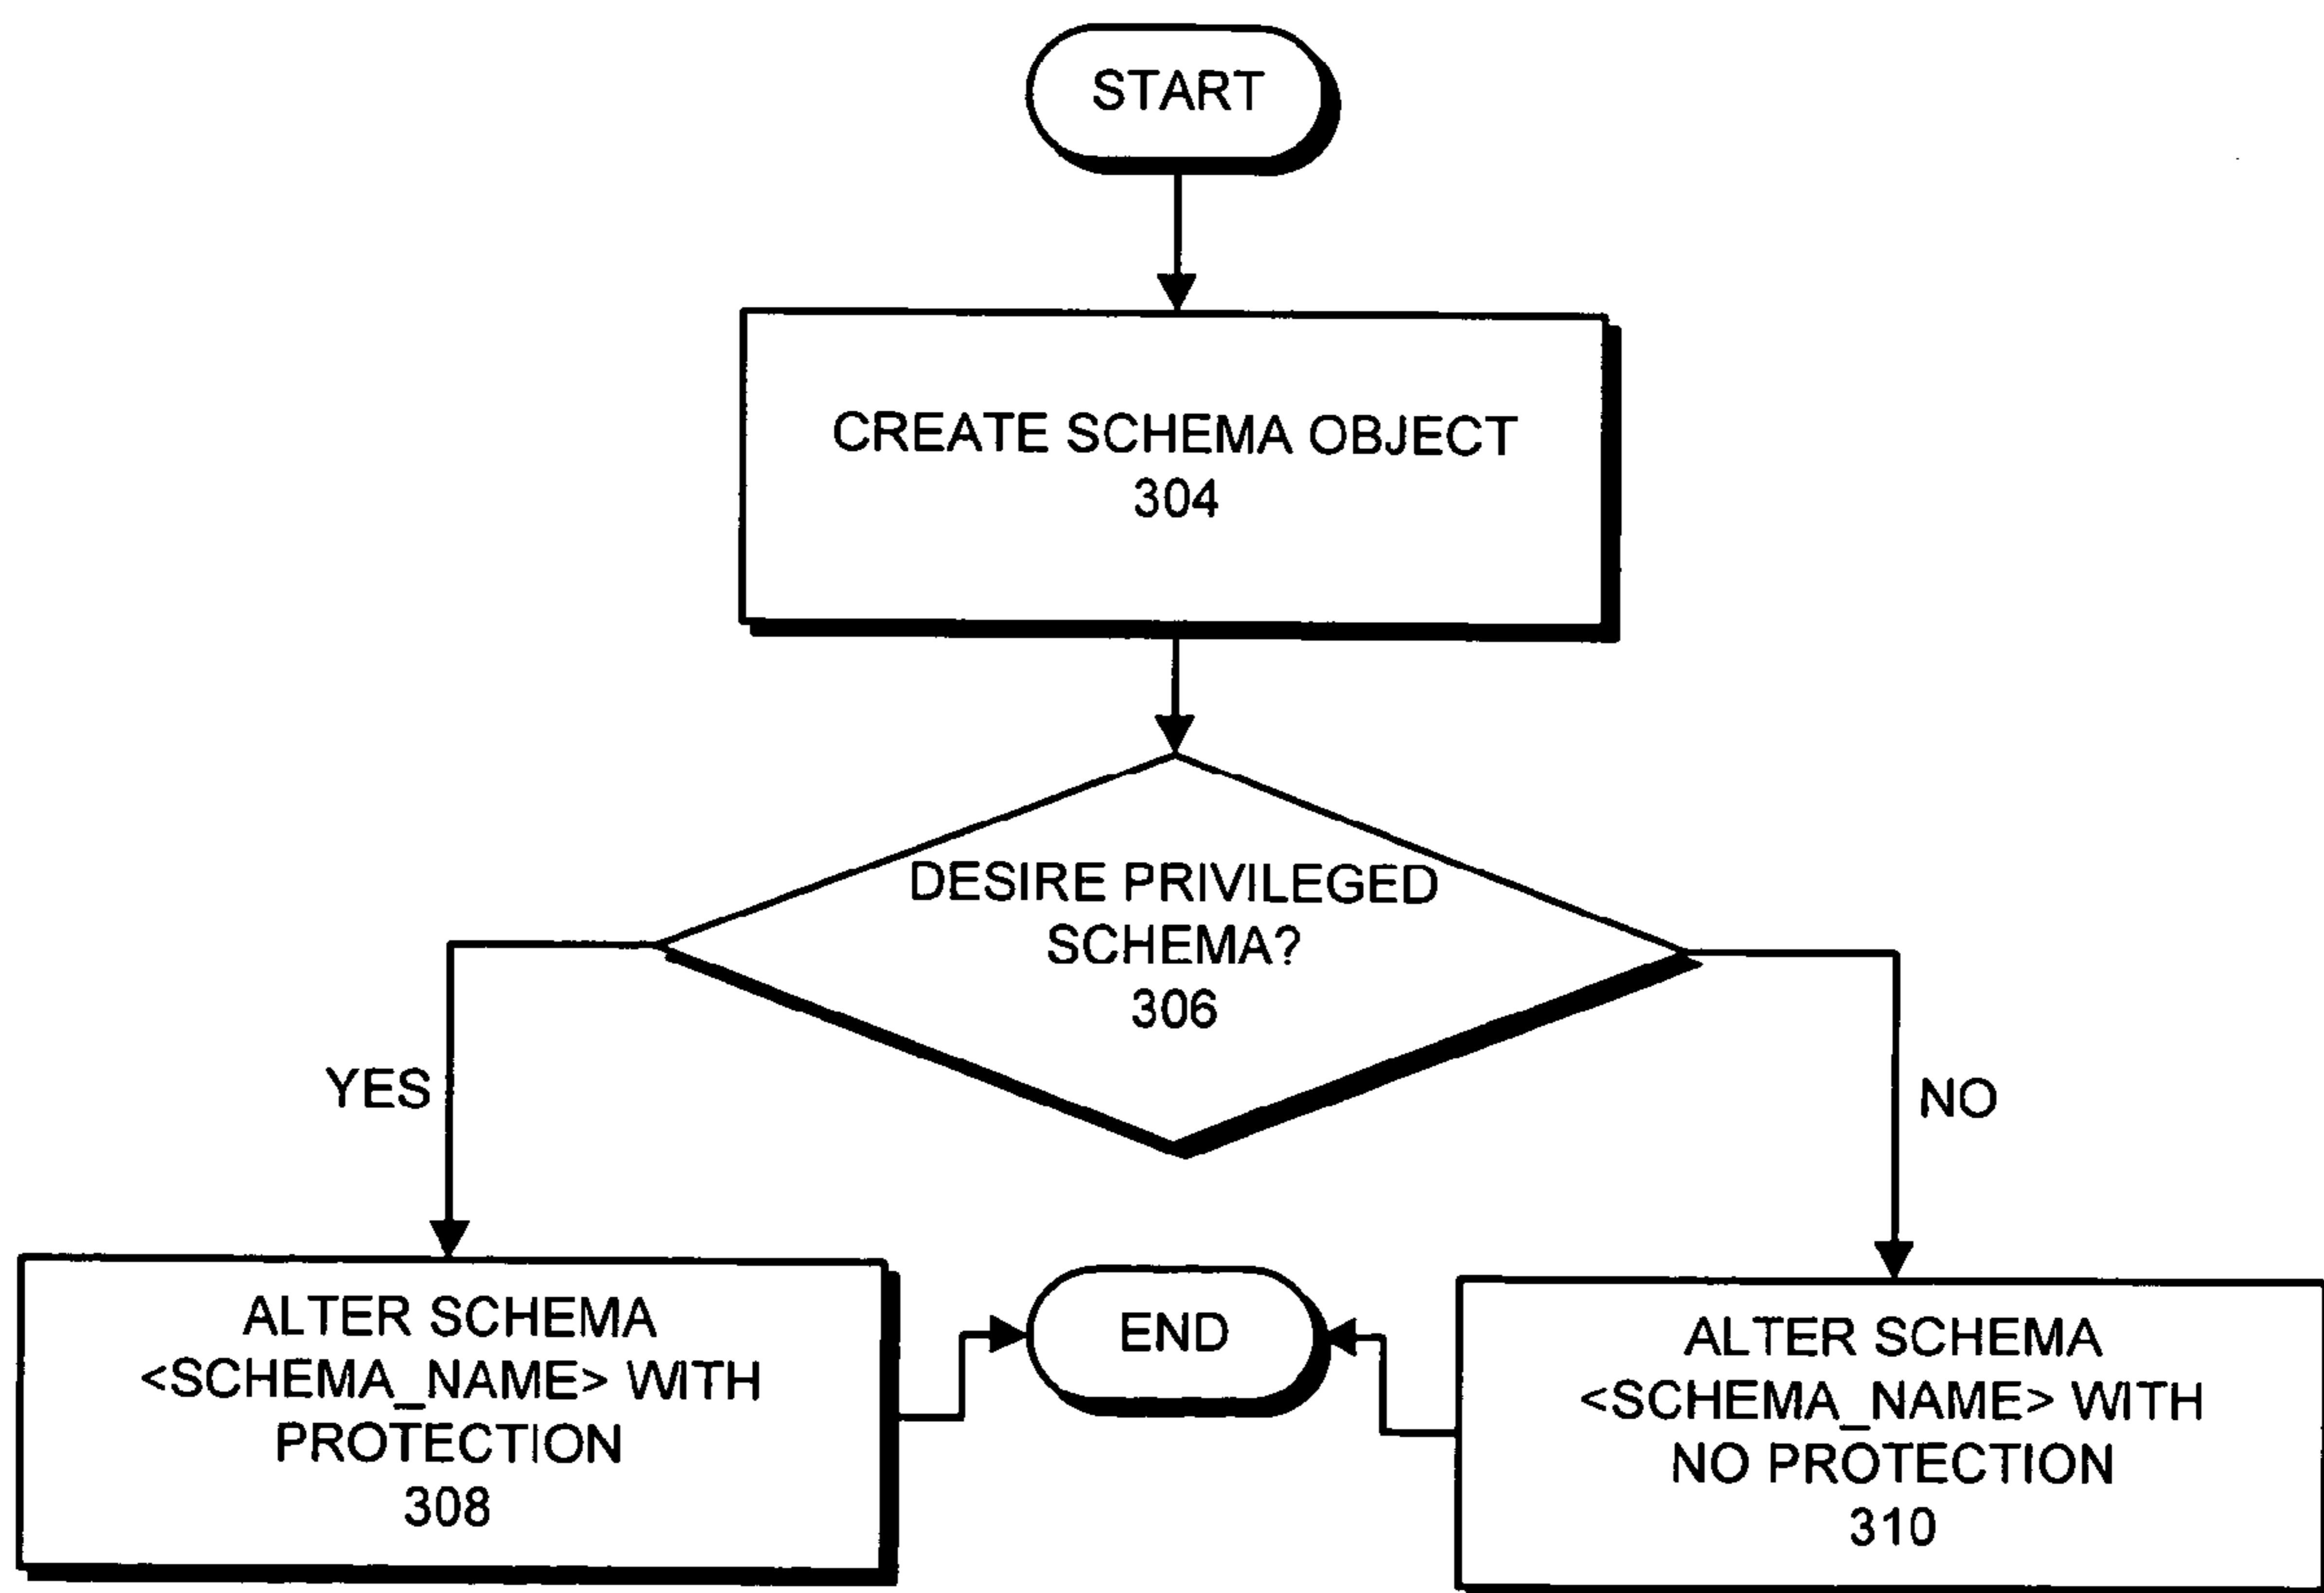 START
CREATE SCHEMA OBJECT
304
DESIRE PRIVILEGED
SCHEMA?
306
YES
NO
ALTER SCHEMA
<SCHEMA_NAME> WITH
PROTECTION
308
END
ALTER SCHEMA
<SCHEMA_NAME> WITH
NO PROTECTION
310